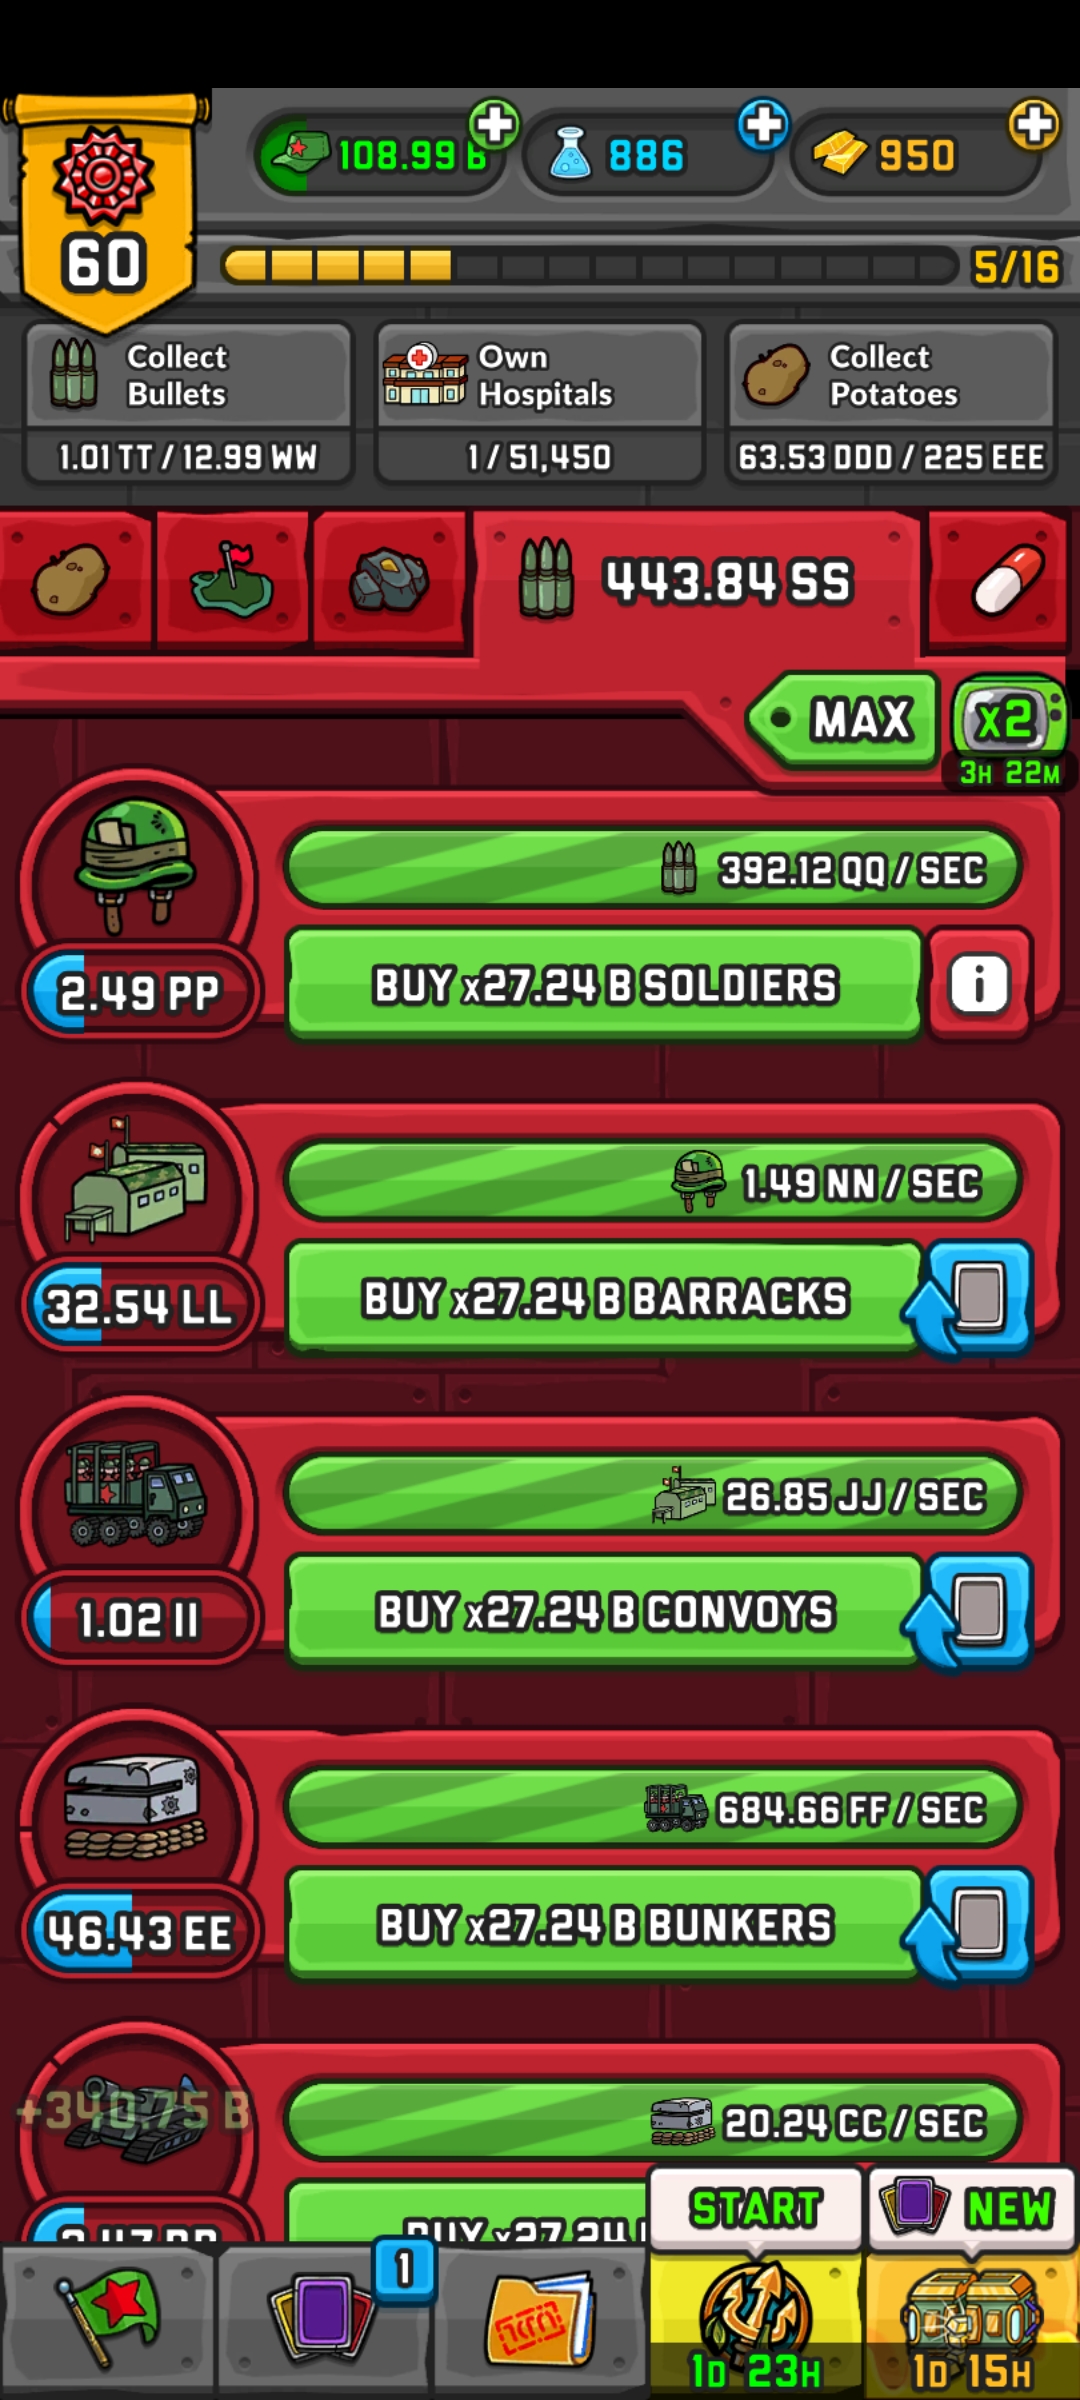 60
108.99 B
886
950
5/16
Collect
Bullets
1.01 TT / 12.99 WW
Own
Hospitals
1 / 51,450
Collect
Potatoes
63.53 DDD / 225 EEE
443.84 SS
MAX
x2
3H 22M
392.12 QQ / SEC
2.49 PP
BUY x27.24 B SOLDIERS
i
1.49 NN / SEC
32.54 LL
BUY x27.24 B BARRACKS
26.85 JJ / SEC
1.02 II
BUY x27.24 B CONVOYS
684.66 FF / SEC
46.43 EE
BUY x27.24 B BUNKERS
+340.75 B
20.24 CC / SEC
BUY x27.24
START
NEW
1
1D 23H
1D 15H